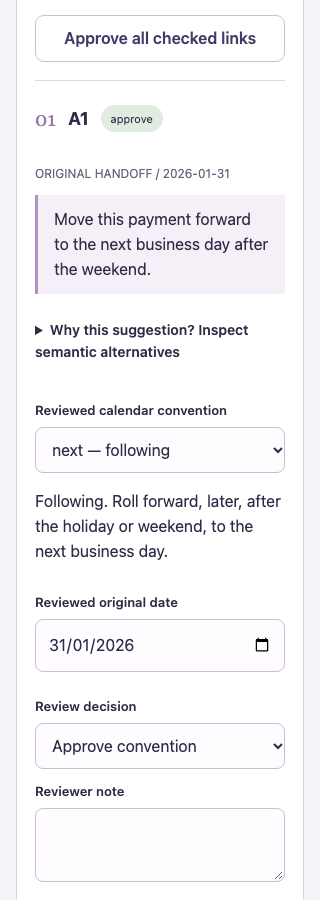 Approve all checked links
01 A1 approve
ORIGINAL HANDOFF / 2026-01-31
Move this payment forward
to the next business day after
the weekend.
Why this suggestion? Inspect
semantic alternatives
Reviewed calendar convention
next — following
Following. Roll forward, later, after
the holiday or weekend, to the
next business day.
Reviewed original date
31/01/2026
Review decision
Approve convention
Reviewer note